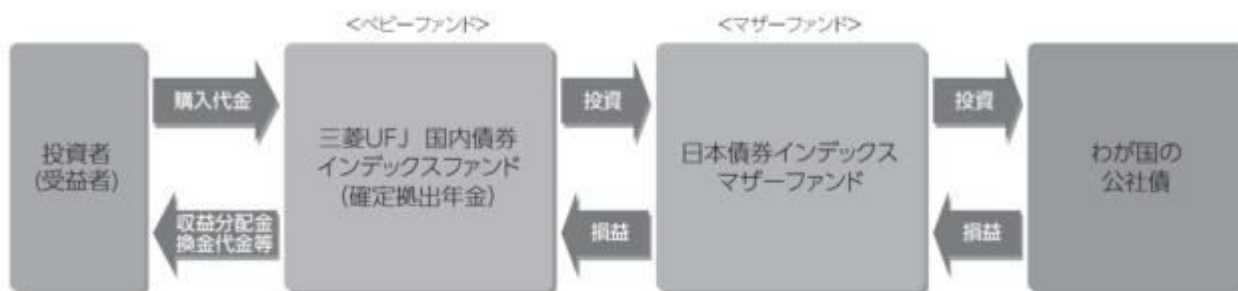 <ベビーファンド>
<マザーファンド>
投資者
(受益者)
購入代金
収益分配金
換金代金等
三菱UFJ 国内債券
インデックスファンド
(確定拠出年金)
投資
損益
日本債券インデックス
マザーファンド
投資
損益
わが国の
公社債